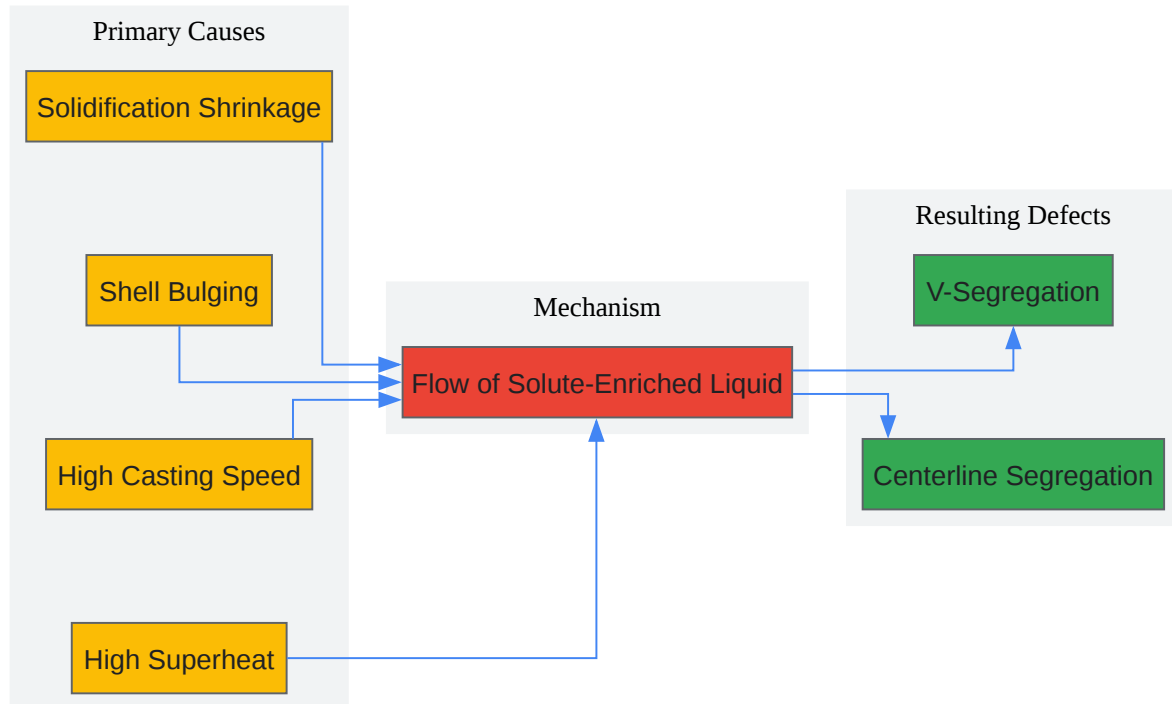 Primary Causes
Solidification Shrinkage
Shell Bulging
High Casting Speed
High Superheat
Mechanism
Flow of Solute-Enriched Liquid
Resulting Defects
V-Segregation
Centerline Segregation